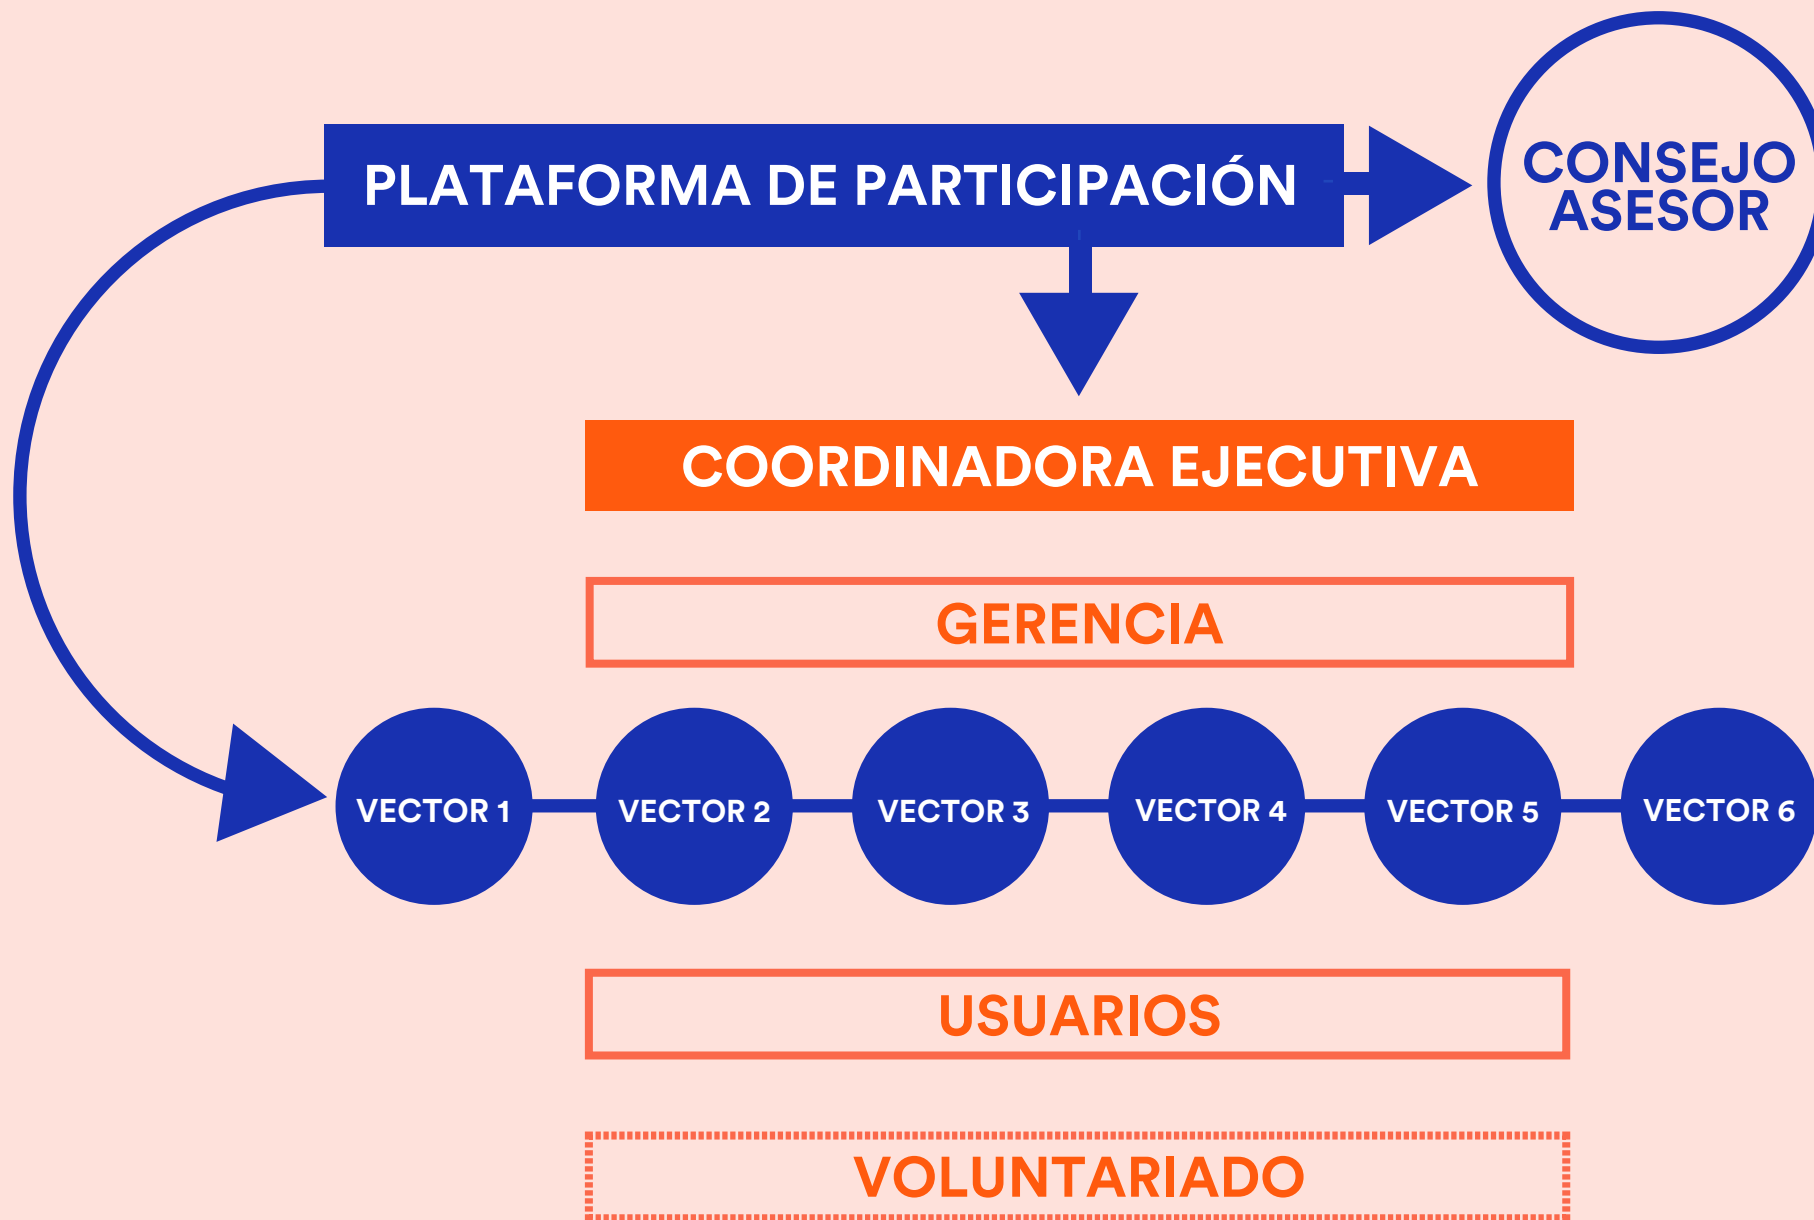 PLATAFORMA DE PARTICIPACIÓN
CONSEJO
ASESOR
COORDINADORA EJECUTIVA
GERENCIA
VECTOR 1
VECTOR 2
VECTOR 3
VECTOR 4
VECTOR 5
VECTOR 6
USUARIOS
VOLUNTARIADO